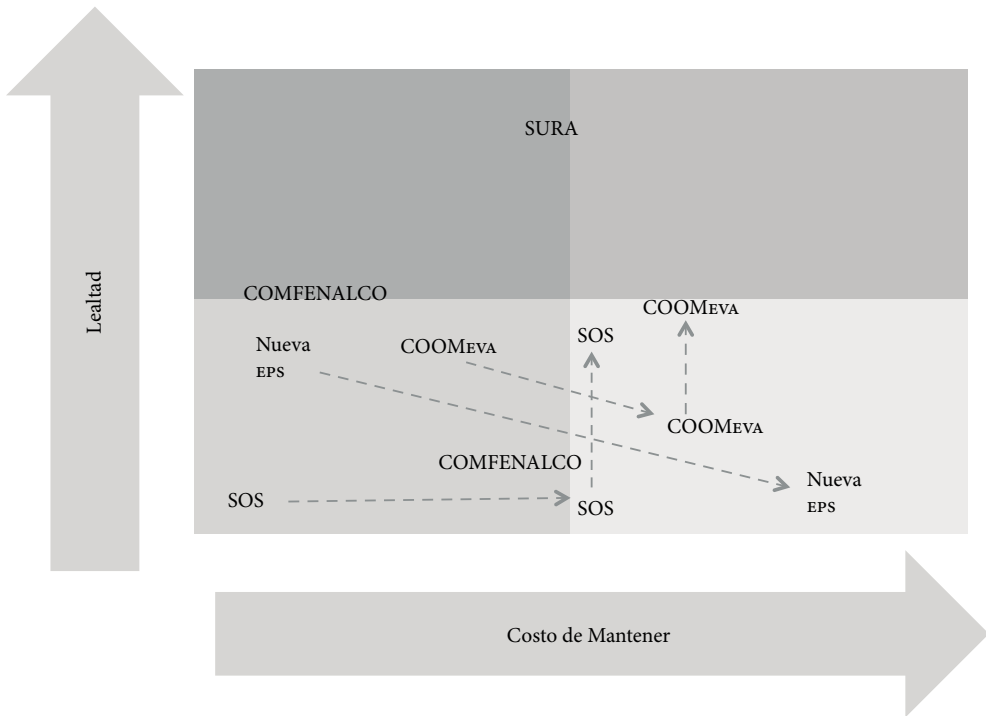 SURA
Lealtad
COMFENALCO
COOMEVA
SOS
Nueva
EPS
COOMEVA
COOMEVA
COMFENALCO
Nueva
EPS
SOS
SOS
Costo de Mantener